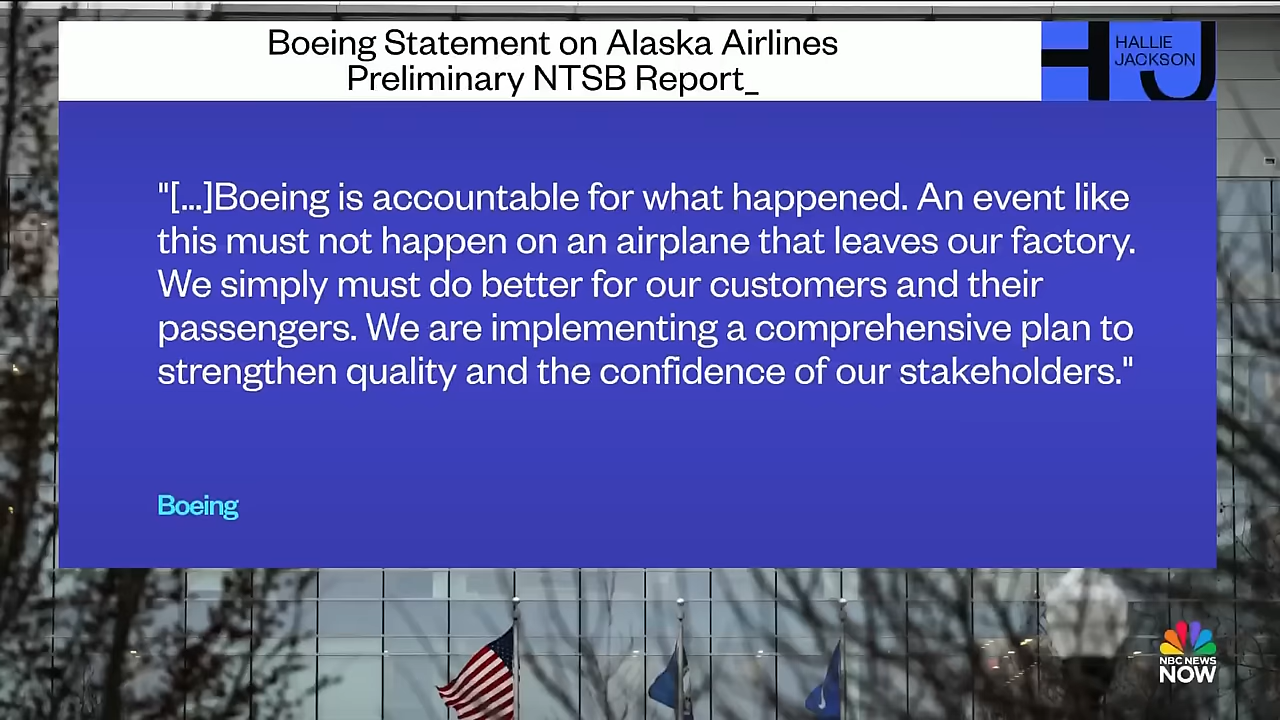 Boeing Statement on Alaska Airlines
Preliminary NTSB Report_
HALLIE
JACKSON
HJ
"[...]Boeing is accountable for what happened. An event like
this must not happen on an airplane that leaves our factory.
We simply must do better for our customers and their
passengers. We are implementing a comprehensive plan to
strengthen quality and the confidence of our stakeholders."
Boeing
NBC NEWS
NOW